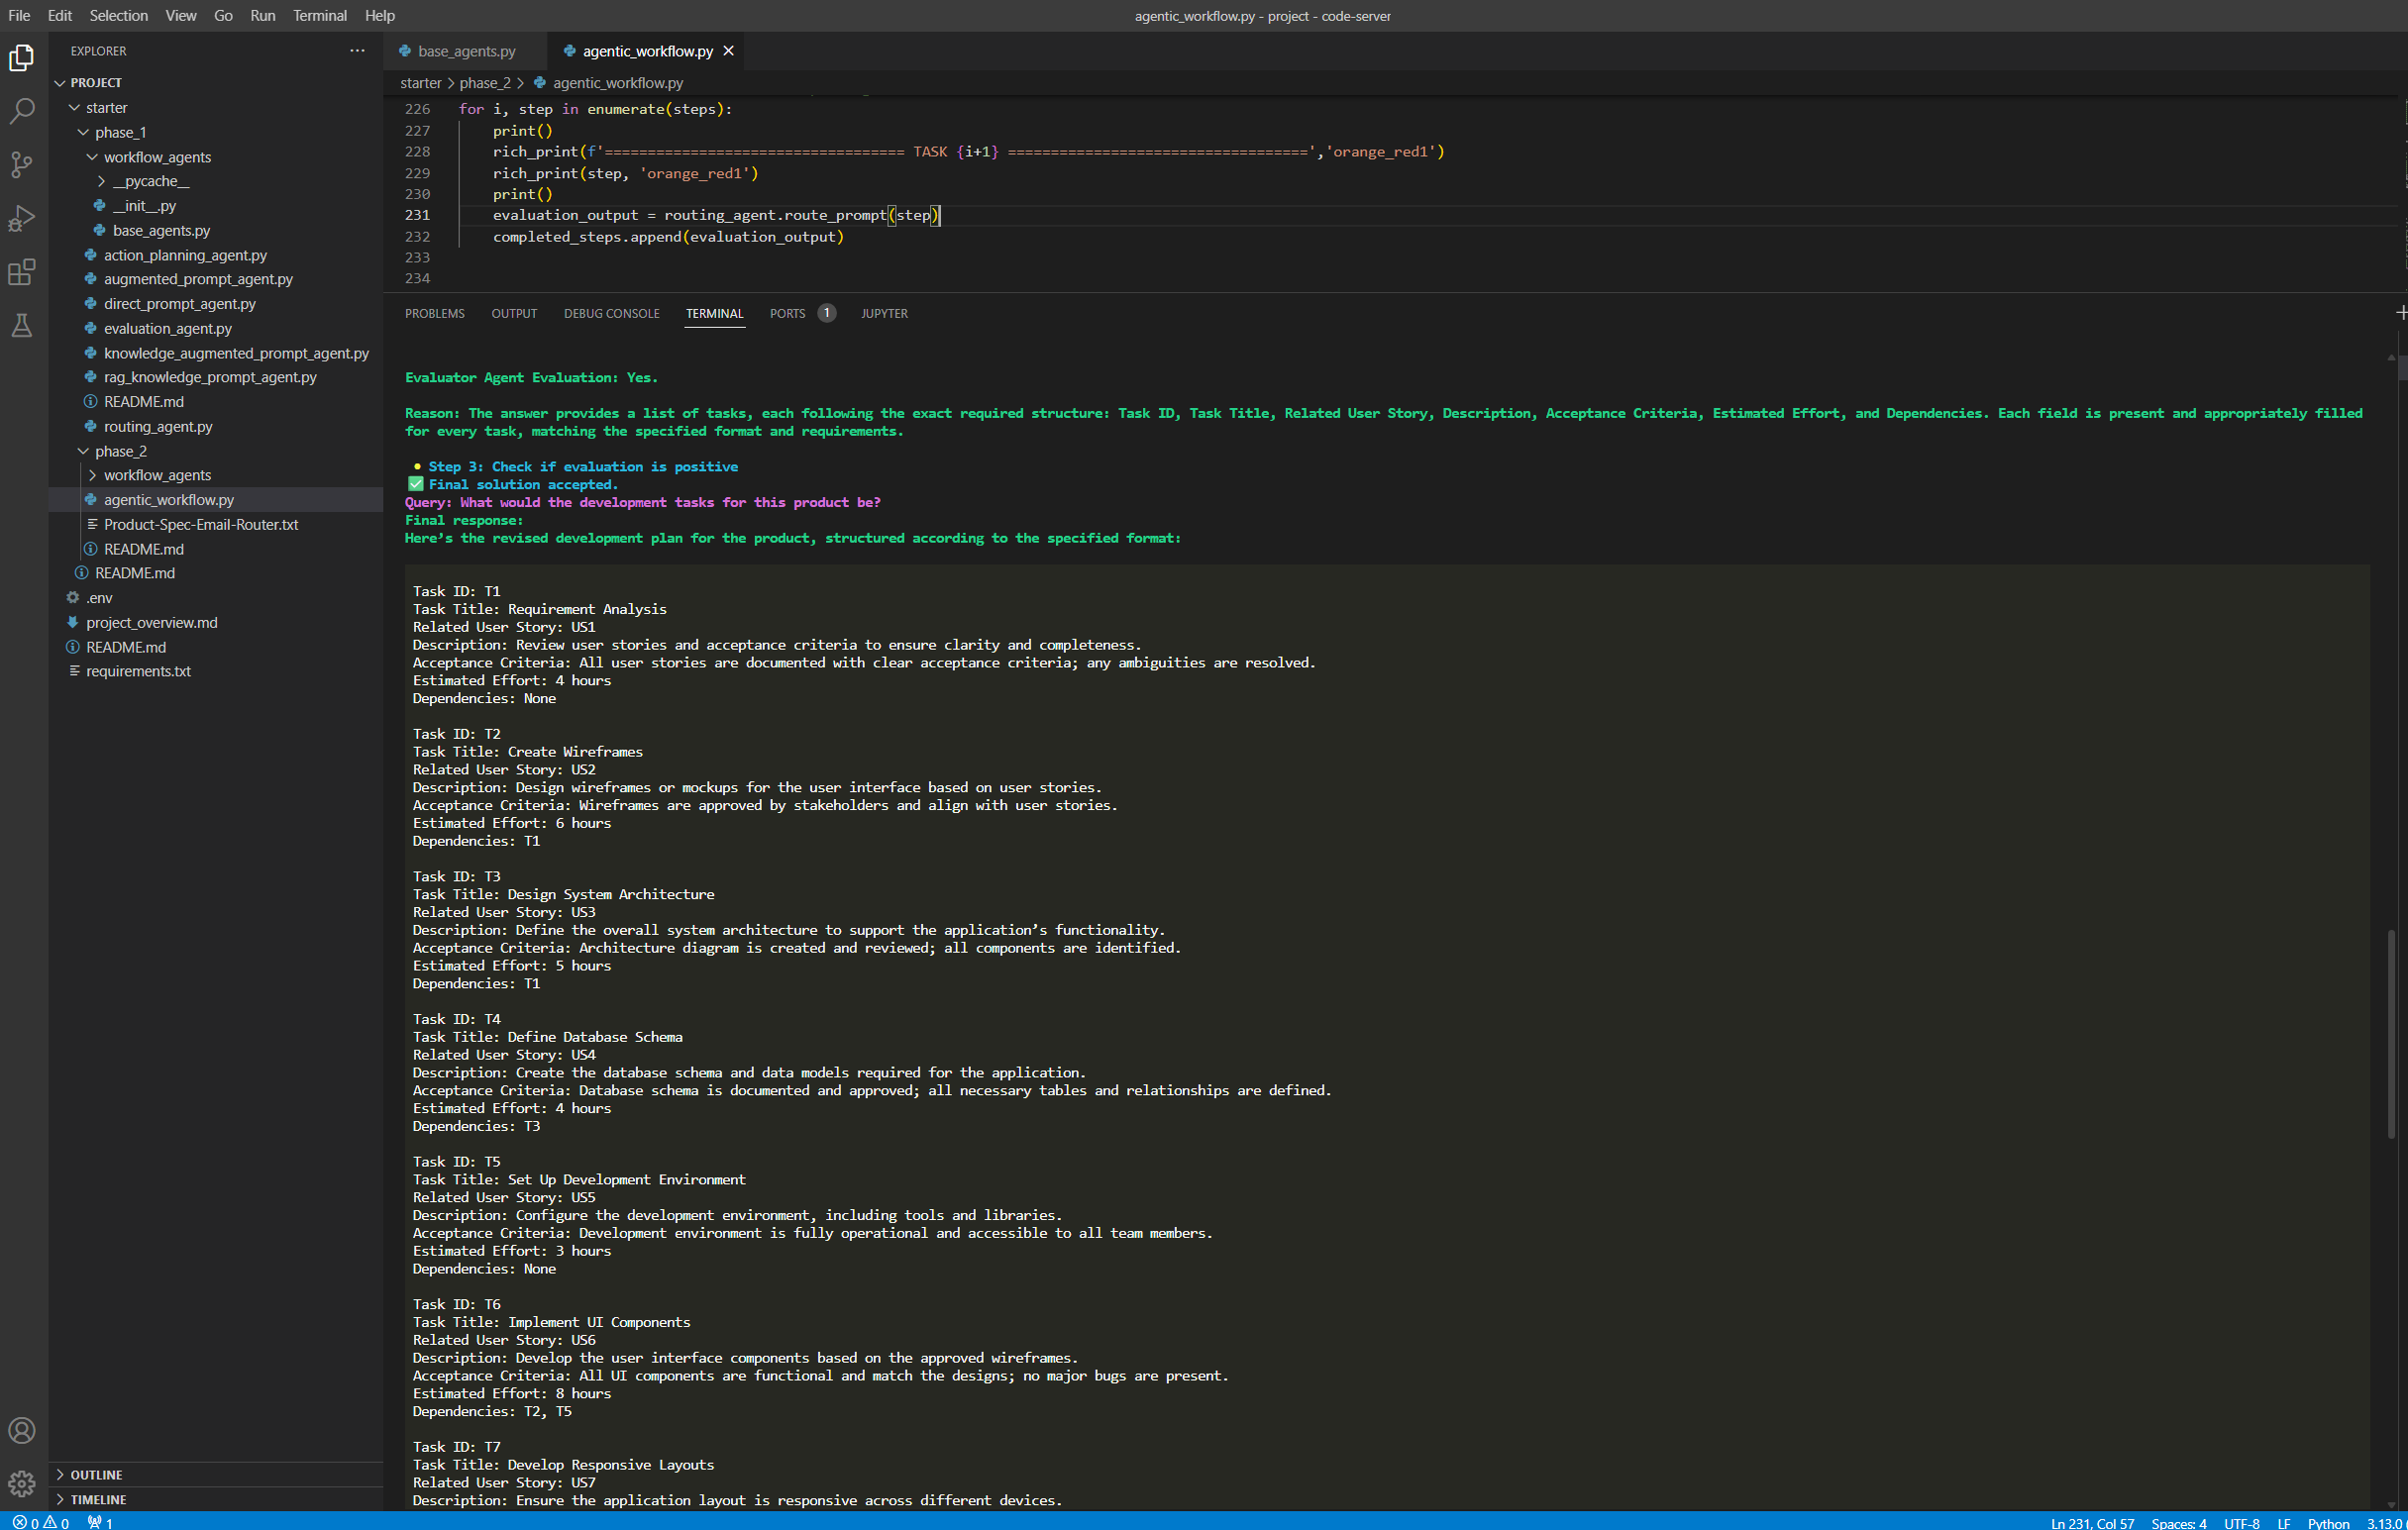 File Edit Selection View Go Run Terminal Help
agentic_workflow.py - project - code-server
EXPLORER
PROJECT
starter
phase_1
workflow_agents
__pycache__
__init__.py
base_agents.py
action_planning_agent.py
augmented_prompt_agent.py
direct_prompt_agent.py
evaluation_agent.py
knowledge_augmented_prompt_agent.py
rag_knowledge_prompt_agent.py
README.md
routing_agent.py
phase_2
workflow_agents
agentic_workflow.py
Product-Spec-Email-Router.txt
README.md
README.md
.env
project_overview.md
README.md
requirements.txt
OUTLINE
TIMELINE
base_agents.py
agentic_workflow.py
starter > phase_2 > agentic_workflow.py
226 for i, step in enumerate(steps):
227 print()
228 rich_print(f'=================================== TASK {i+1} ===================================','orange_red1')
229 rich_print(step, 'orange_red1')
230 print()
231 evaluation_output = routing_agent.route_prompt(step)
232 completed_steps.append(evaluation_output)
233
234
PROBLEMS OUTPUT DEBUG CONSOLE TERMINAL PORTS 1 JUPYTER
Evaluator Agent Evaluation: Yes.
Reason: The answer provides a list of tasks, each following the exact required structure: Task ID, Task Title, Related User Story, Description, Acceptance Criteria, Estimated Effort, and Dependencies. Each field is present and appropriately filled
for every task, matching the specified format and requirements.
• Step 3: Check if evaluation is positive
✅ Final solution accepted.
Query: What would the development tasks for this product be?
Final response:
Here’s the revised development plan for the product, structured according to the specified format:
Task ID: T1
Task Title: Requirement Analysis
Related User Story: US1
Description: Review user stories and acceptance criteria to ensure clarity and completeness.
Acceptance Criteria: All user stories are documented with clear acceptance criteria; any ambiguities are resolved.
Estimated Effort: 4 hours
Dependencies: None
Task ID: T2
Task Title: Create Wireframes
Related User Story: US2
Description: Design wireframes or mockups for the user interface based on user stories.
Acceptance Criteria: Wireframes are approved by stakeholders and align with user stories.
Estimated Effort: 6 hours
Dependencies: T1
Task ID: T3
Task Title: Design System Architecture
Related User Story: US3
Description: Define the overall system architecture to support the application’s functionality.
Acceptance Criteria: Architecture diagram is created and reviewed; all components are identified.
Estimated Effort: 5 hours
Dependencies: T1
Task ID: T4
Task Title: Define Database Schema
Related User Story: US4
Description: Create the database schema and data models required for the application.
Acceptance Criteria: Database schema is documented and approved; all necessary tables and relationships are defined.
Estimated Effort: 4 hours
Dependencies: T3
Task ID: T5
Task Title: Set Up Development Environment
Related User Story: US5
Description: Configure the development environment, including tools and libraries.
Acceptance Criteria: Development environment is fully operational and accessible to all team members.
Estimated Effort: 3 hours
Dependencies: None
Task ID: T6
Task Title: Implement UI Components
Related User Story: US6
Description: Develop the user interface components based on the approved wireframes.
Acceptance Criteria: All UI components are functional and match the designs; no major bugs are present.
Estimated Effort: 8 hours
Dependencies: T2, T5
Task ID: T7
Task Title: Develop Responsive Layouts
Related User Story: US7
Description: Ensure the application layout is responsive across different devices.
0 0 1
Ln 231, Col 57 Spaces: 4 UTF-8 LF Python 3.13.0